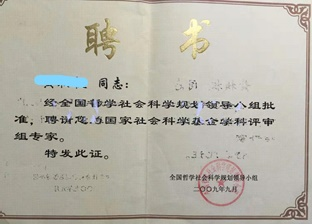 聘书
同志：
经全国哲学社会科学规划领导小组批
准，聘请您为国家社会科学基金学科评审
组专家。
特发此证。
全国哲学社会科学规划领导小组
二〇〇九年九月